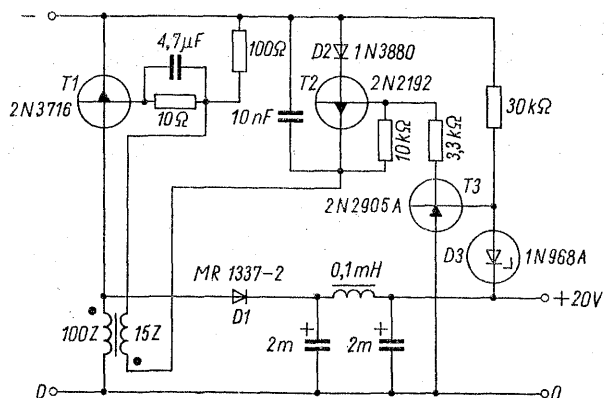 −
4,7µF
T1
2N3716
10Ω
100Ω
10nF
D2
1N3880
T2
2N2192
10kΩ
3,3kΩ
30kΩ
T3
2N2905A
D3
1N968A
MR 1337-2
D1
0,1mH
+20V
100Z
15Z
+
2m
+
2m
0
0